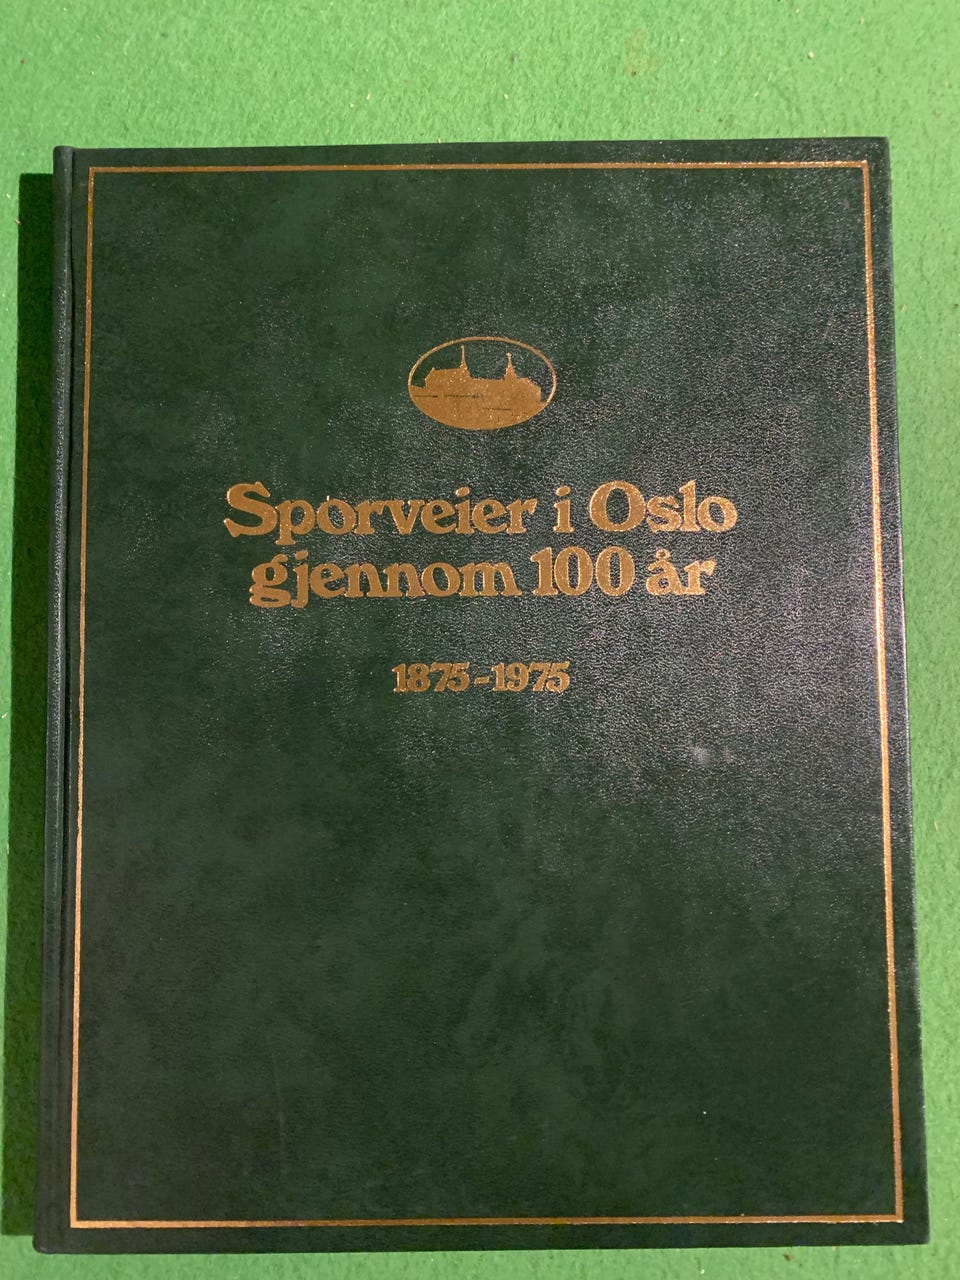 Sporveier i Oslo
gjennom 100 år
1875-1975